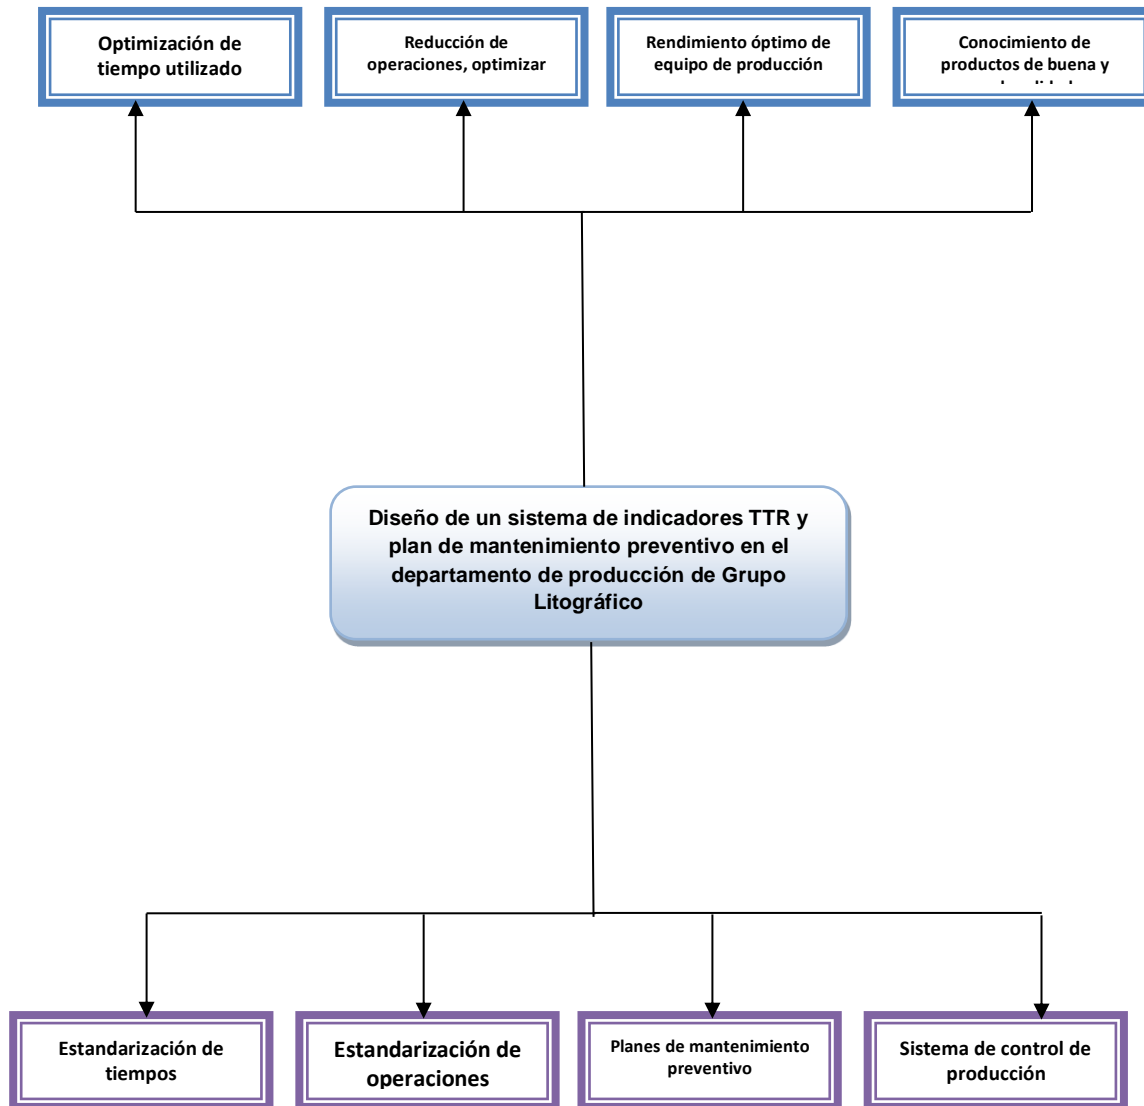 Optimización de
tiempo utilizado
Reducción de
operaciones, optimizar
Rendimiento óptimo de
equipo de producción
Conocimiento de
productos de buena y
Diseño de un sistema de indicadores TTR y
plan de mantenimiento preventivo en el
departamento de producción de Grupo
Litográfico
Estandarización de
tiempos
Estandarización de
operaciones
Planes de mantenimiento
preventivo
Sistema de control de
producción